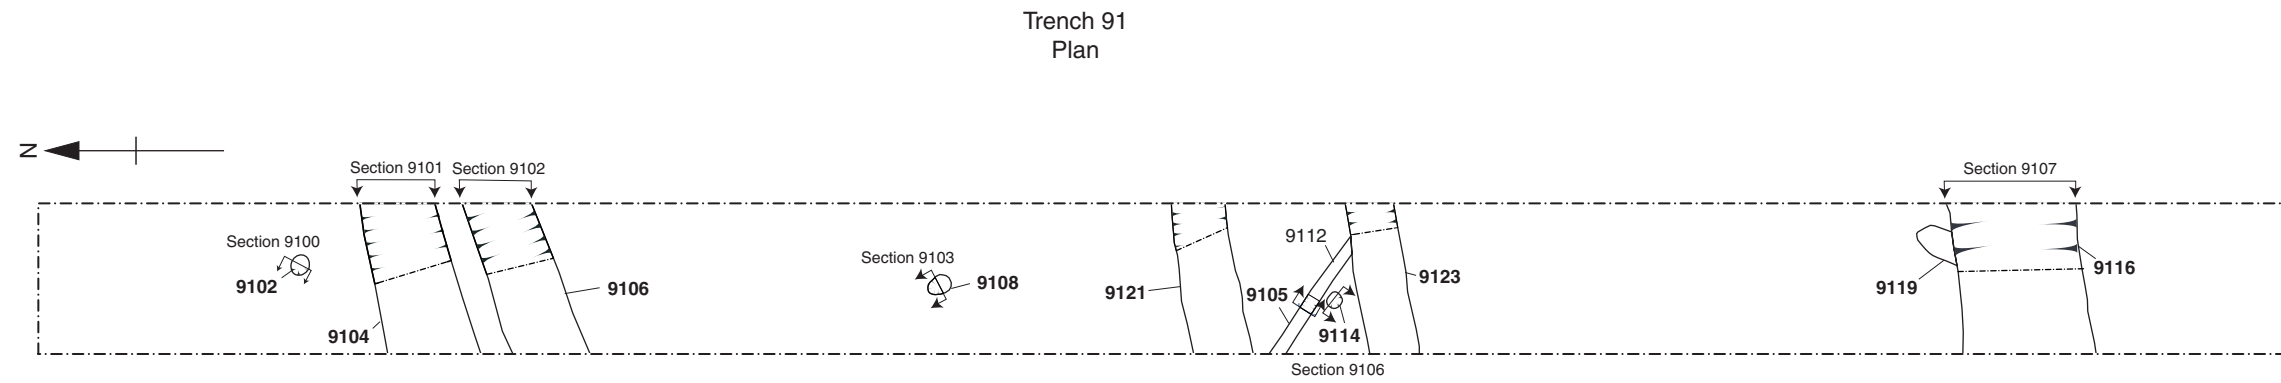 Trench 91
Plan
N
Section 9101
Section 9102
Section 9107
Section 9100
9102
9104
9106
Section 9103
9108
9121
9112
9105
9114
9123
Section 9106
9119
9116